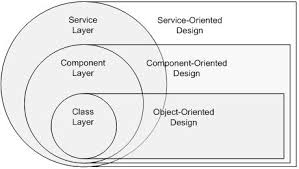 Service
Layer
Service-Oriented
Design
Component
Layer
Component-Oriented
Design
Class
Layer
Object-Oriented
Design